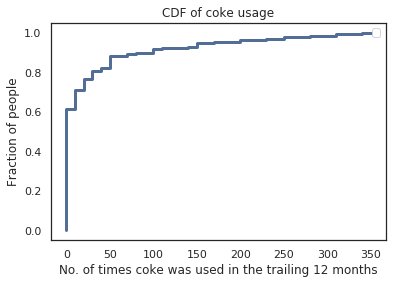 CDF of coke usage
1.0
0.8
0.6
0.4
0.2
0.0
Fraction of people
0 50 100 150 200 250 300 350
No. of times coke was used in the trailing 12 months